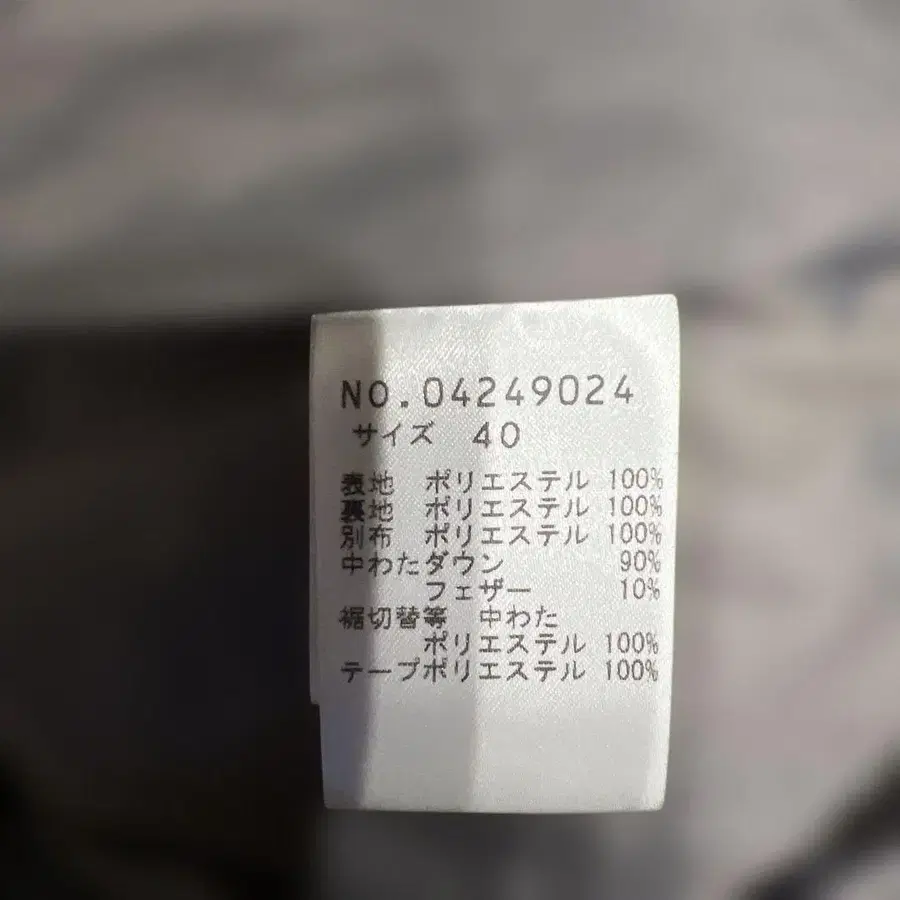 NO.04249024
サイズ 40
表地 ポリエステル 100%
裏地 ポリエステル 100%
別布 ポリエステル 100%
中わたダウン 90%
フェザー 10%
裾切替等 中わた
ポリエステル 100%
テープポリエステル 100%